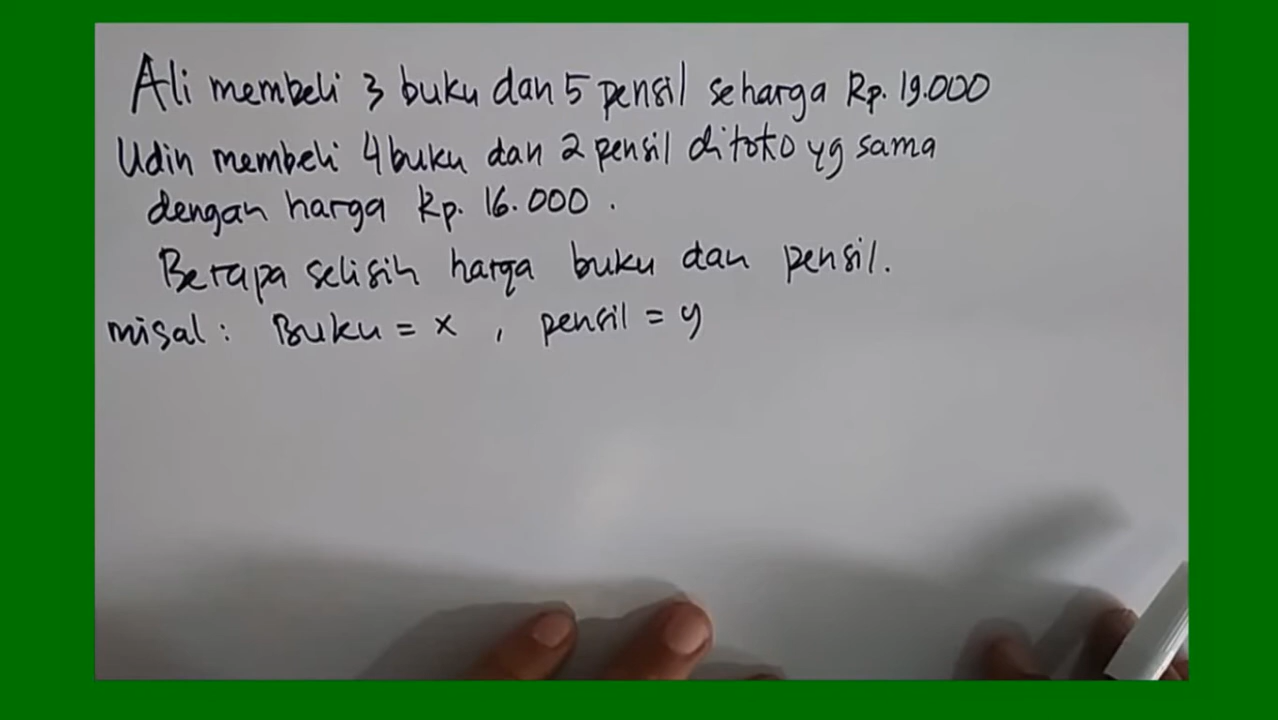 Ali membeli 3 buku dan 5 pensil seharga Rp. 19.000
Udin membeli 4 buku dan 2 pensil ditoko yg sama
dengan harga Rp. 16.000.
Berapa selisih harga buku dan pensil.
misal : Buku = x , pensil = y